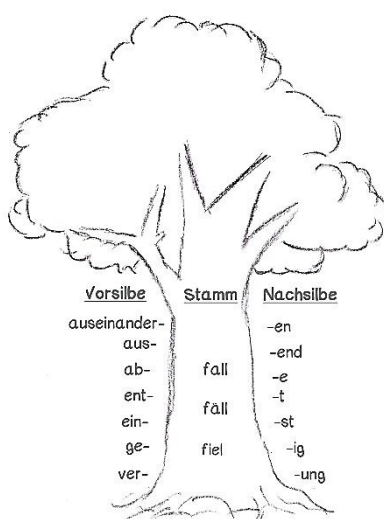 Vorsilbe Stamm Nachsilbe
auseinander- -en
aus- -end
ab- fall -e
ent- fäll -t
ein- -st
ge- fiel -ig
ver- -ung